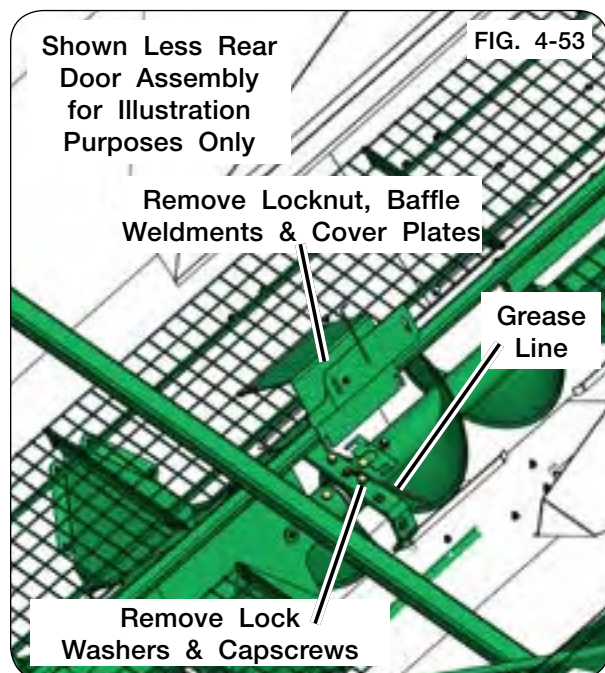 Shown Less Rear
Door Assembly
for Illustration
Purposes Only
FIG. 4-53
Remove Locknut, Baffle
Weldments & Cover Plates
Grease
Line
Remove Lock
Washers & Capscrews